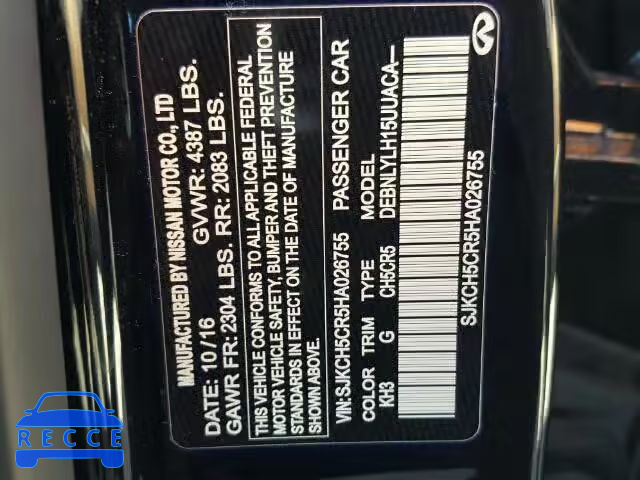 MANUFACTURED BY NISSAN MOTOR CO., LTD
DATE: 10/16 GVWR: 4387 LBS.
GAWR FR: 2304 LBS. RR: 2083 LBS.
THIS VEHICLE CONFORMS TO ALL APPLICABLE FEDERAL
MOTOR VEHICLE SAFETY, BUMPER AND THEFT PREVENTION
STANDARDS IN EFFECT ON THE DATE OF MANUFACTURE
SHOWN ABOVE.
VIN:SJKCH5CR5HA026755 PASSENGER CAR
COLOR TRIM TYPE MODEL
KH3 G CH5CR5 DEBNLYLH15UUACA-
SJKCH5CR5HA026755
RECCE